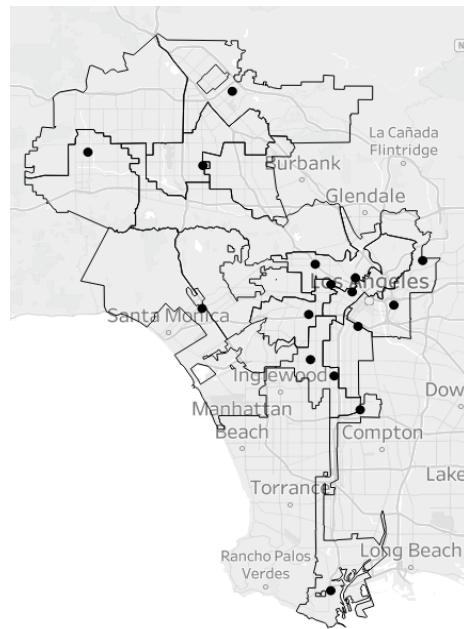 N
La Cañada
Flintridge
Burbank
Glendale
Los Angeles
Santa Monica
Inglewood
Manhattan
Beach
Dow
Compton
Lake
Torrance
Rancho Palos
Verdes
Long Beach